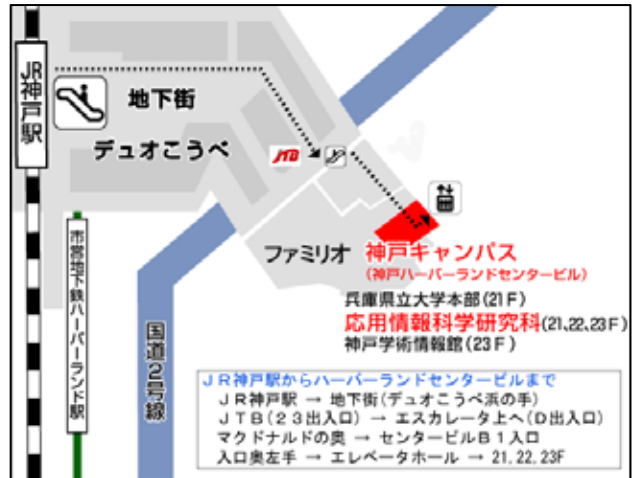 JR神戸駅
地下街
デュオこうべ
JTB
市営地下鉄ハーバーランド駅
国道2号線
ファミリオ
神戸キャンパス
(神戸ハーバーランドセンタービル)
兵庫県立大学本部(21F)
応用情報科学研究科(21,22,23F)
神戸学術情報館(23F)
JR神戸駅からハーバーランドセンタービルまで
JR神戸駅 → 地下街(デュオこうべ浜の手)
JTB(23出入口) → エスカレータ上へ(D出入口)
マクドナルドの奥 → センタービルB1入口
入口奥左手 → エレベータホール → 21,22,23F